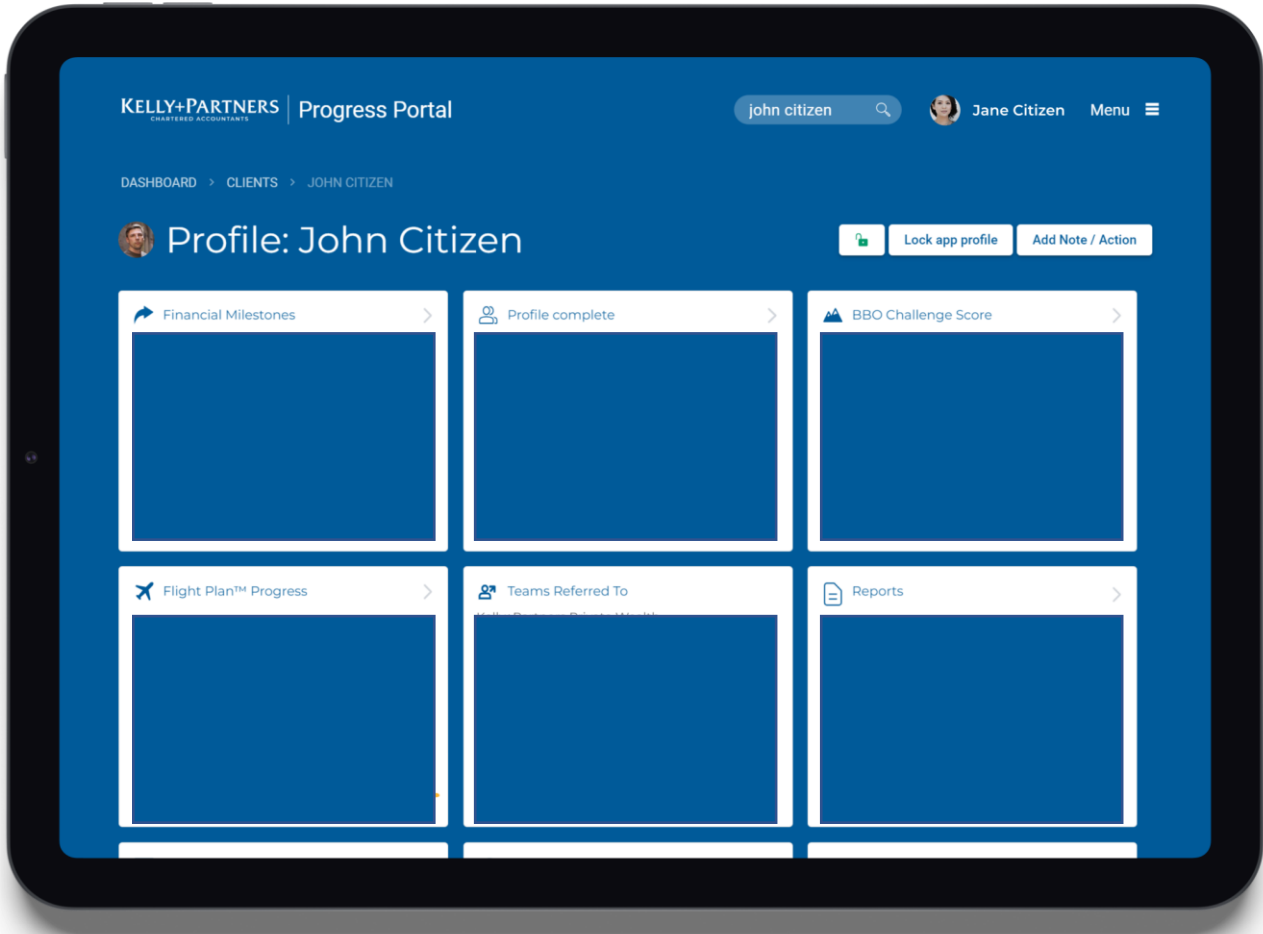 KELLY+PARTNERS
CHARTERED ACCOUNTANTS
Progress Portal
john citizen
Jane Citizen
Menu
DASHBOARD > CLIENTS > JOHN CITIZEN
Profile: John Citizen
Lock app profile
Add Note / Action
Financial Milestones
Profile complete
BBO Challenge Score
Flight Plan™ Progress
Teams Referred To
Reports